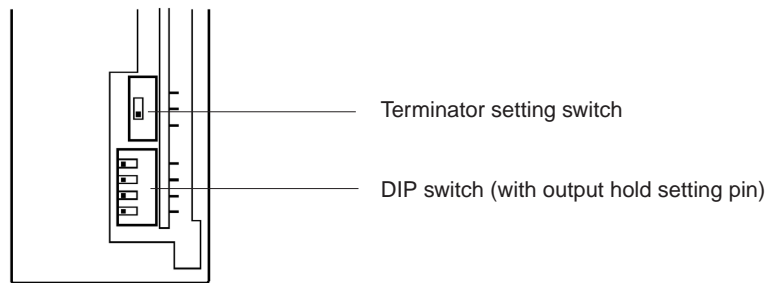 Terminator setting switch
DIP switch (with output hold setting pin)